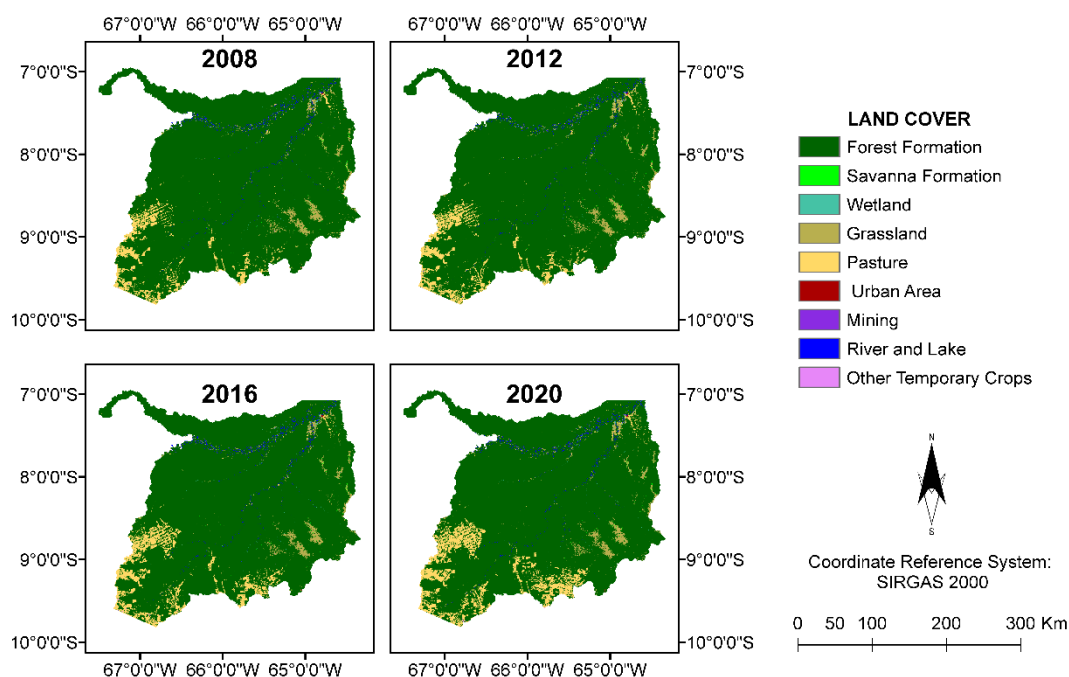 67°0'0"W 66°0'0"W 65°0'0"W 67°0'0"W 66°0'0"W 65°0'0"W
2008 2012
7°0'0"S 7°0'0"S
8°0'0"S 8°0'0"S
9°0'0"S 9°0'0"S
10°0'0"S 10°0'0"S
2016 2020
7°0'0"S 7°0'0"S
8°0'0"S 8°0'0"S
9°0'0"S 9°0'0"S
10°0'0"S 10°0'0"S
67°0'0"W 66°0'0"W 65°0'0"W 67°0'0"W 66°0'0"W 65°0'0"W
LAND COVER
Forest Formation
Savanna Formation
Wetland
Grassland
Pasture
Urban Area
Mining
River and Lake
Other Temporary Crops
N
S
Coordinate Reference System:
SIRGAS 2000
0 50 100 200 300 Km